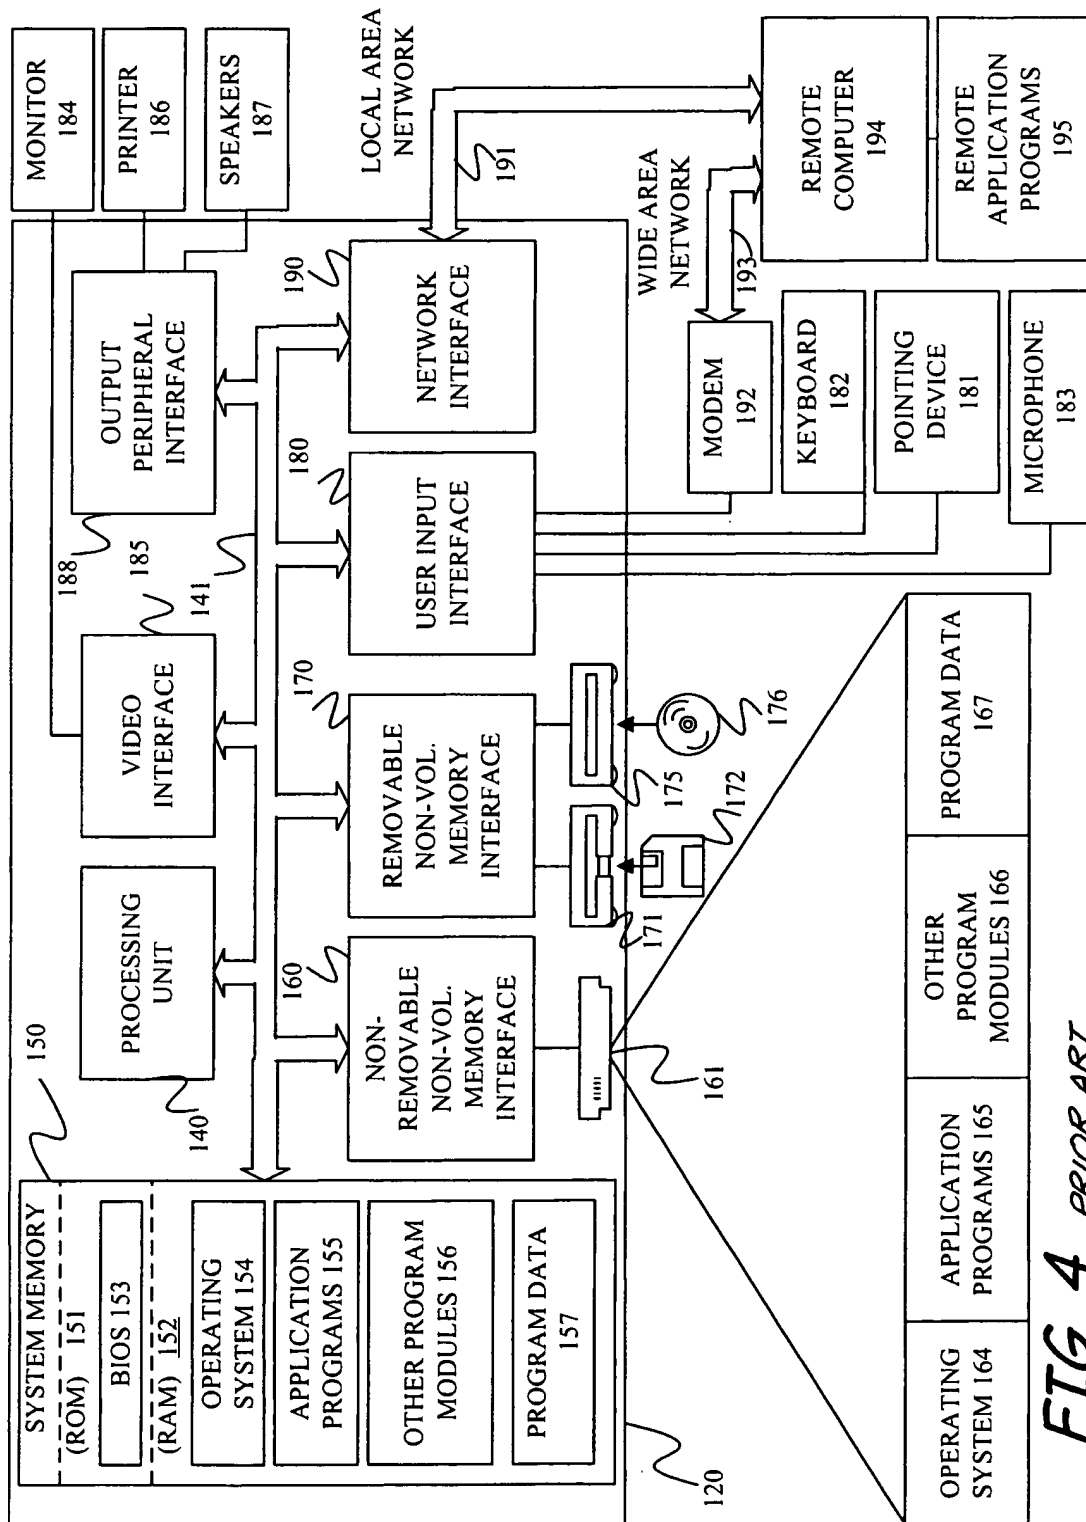 SYSTEM MEMORY
(ROM) 151
BIOS 153
(RAM) 152
OPERATING
SYSTEM 154
APPLICATION
PROGRAMS 155
OTHER PROGRAM
MODULES 156
PROGRAM DATA
157
120
150
PROCESSING
UNIT
140
VIDEO
INTERFACE
141
185
188
OUTPUT
PERIPHERAL
INTERFACE
MONITOR
184
PRINTER
186
SPEAKERS
187
160
NON-
REMOVABLE
NON-VOL.
MEMORY
INTERFACE
170
REMOVABLE
NON-VOL.
MEMORY
INTERFACE
180
USER INPUT
INTERFACE
190
NETWORK
INTERFACE
LOCAL AREA
NETWORK
191
161
171
172
175
176
WIDE AREA
NETWORK
193
MODEM
192
KEYBOARD
182
POINTING
DEVICE
181
MICROPHONE
183
REMOTE
COMPUTER
194
REMOTE
APPLICATION
PROGRAMS
195
OPERATING
SYSTEM 164
APPLICATION
PROGRAMS 165
OTHER
PROGRAM
MODULES 166
PROGRAM DATA
167
FIG 4 PRIOR ART